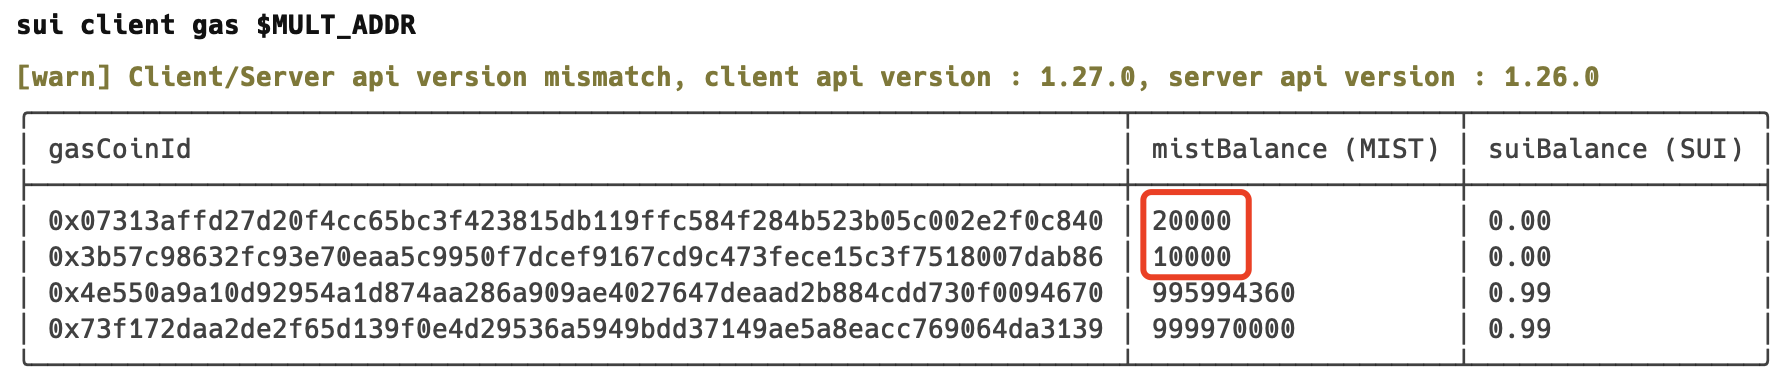 sui client gas $MULT_ADDR
[warn] Client/Server api version mismatch, client api version : 1.27.0, server api version : 1.26.0
gasCoinId mistBalance (MIST) suiBalance (SUI)
0x07313affd27d20f4cc65bc3f423815db119ffc584f284b523b05c002e2f0c840 20000 0.00
0x3b57c98632fc93e70eaa5c9950f7dcef9167cd9c473fece15c3f7518007dab86 10000 0.00
0x4e550a9a10d92954a1d874aa286a909ae4027647deaad2b884cdd730f0094670 995994360 0.99
0x73f172daa2de2f65d139f0e4d29536a5949bdd37149ae5a8eacc769064da3139 999970000 0.99